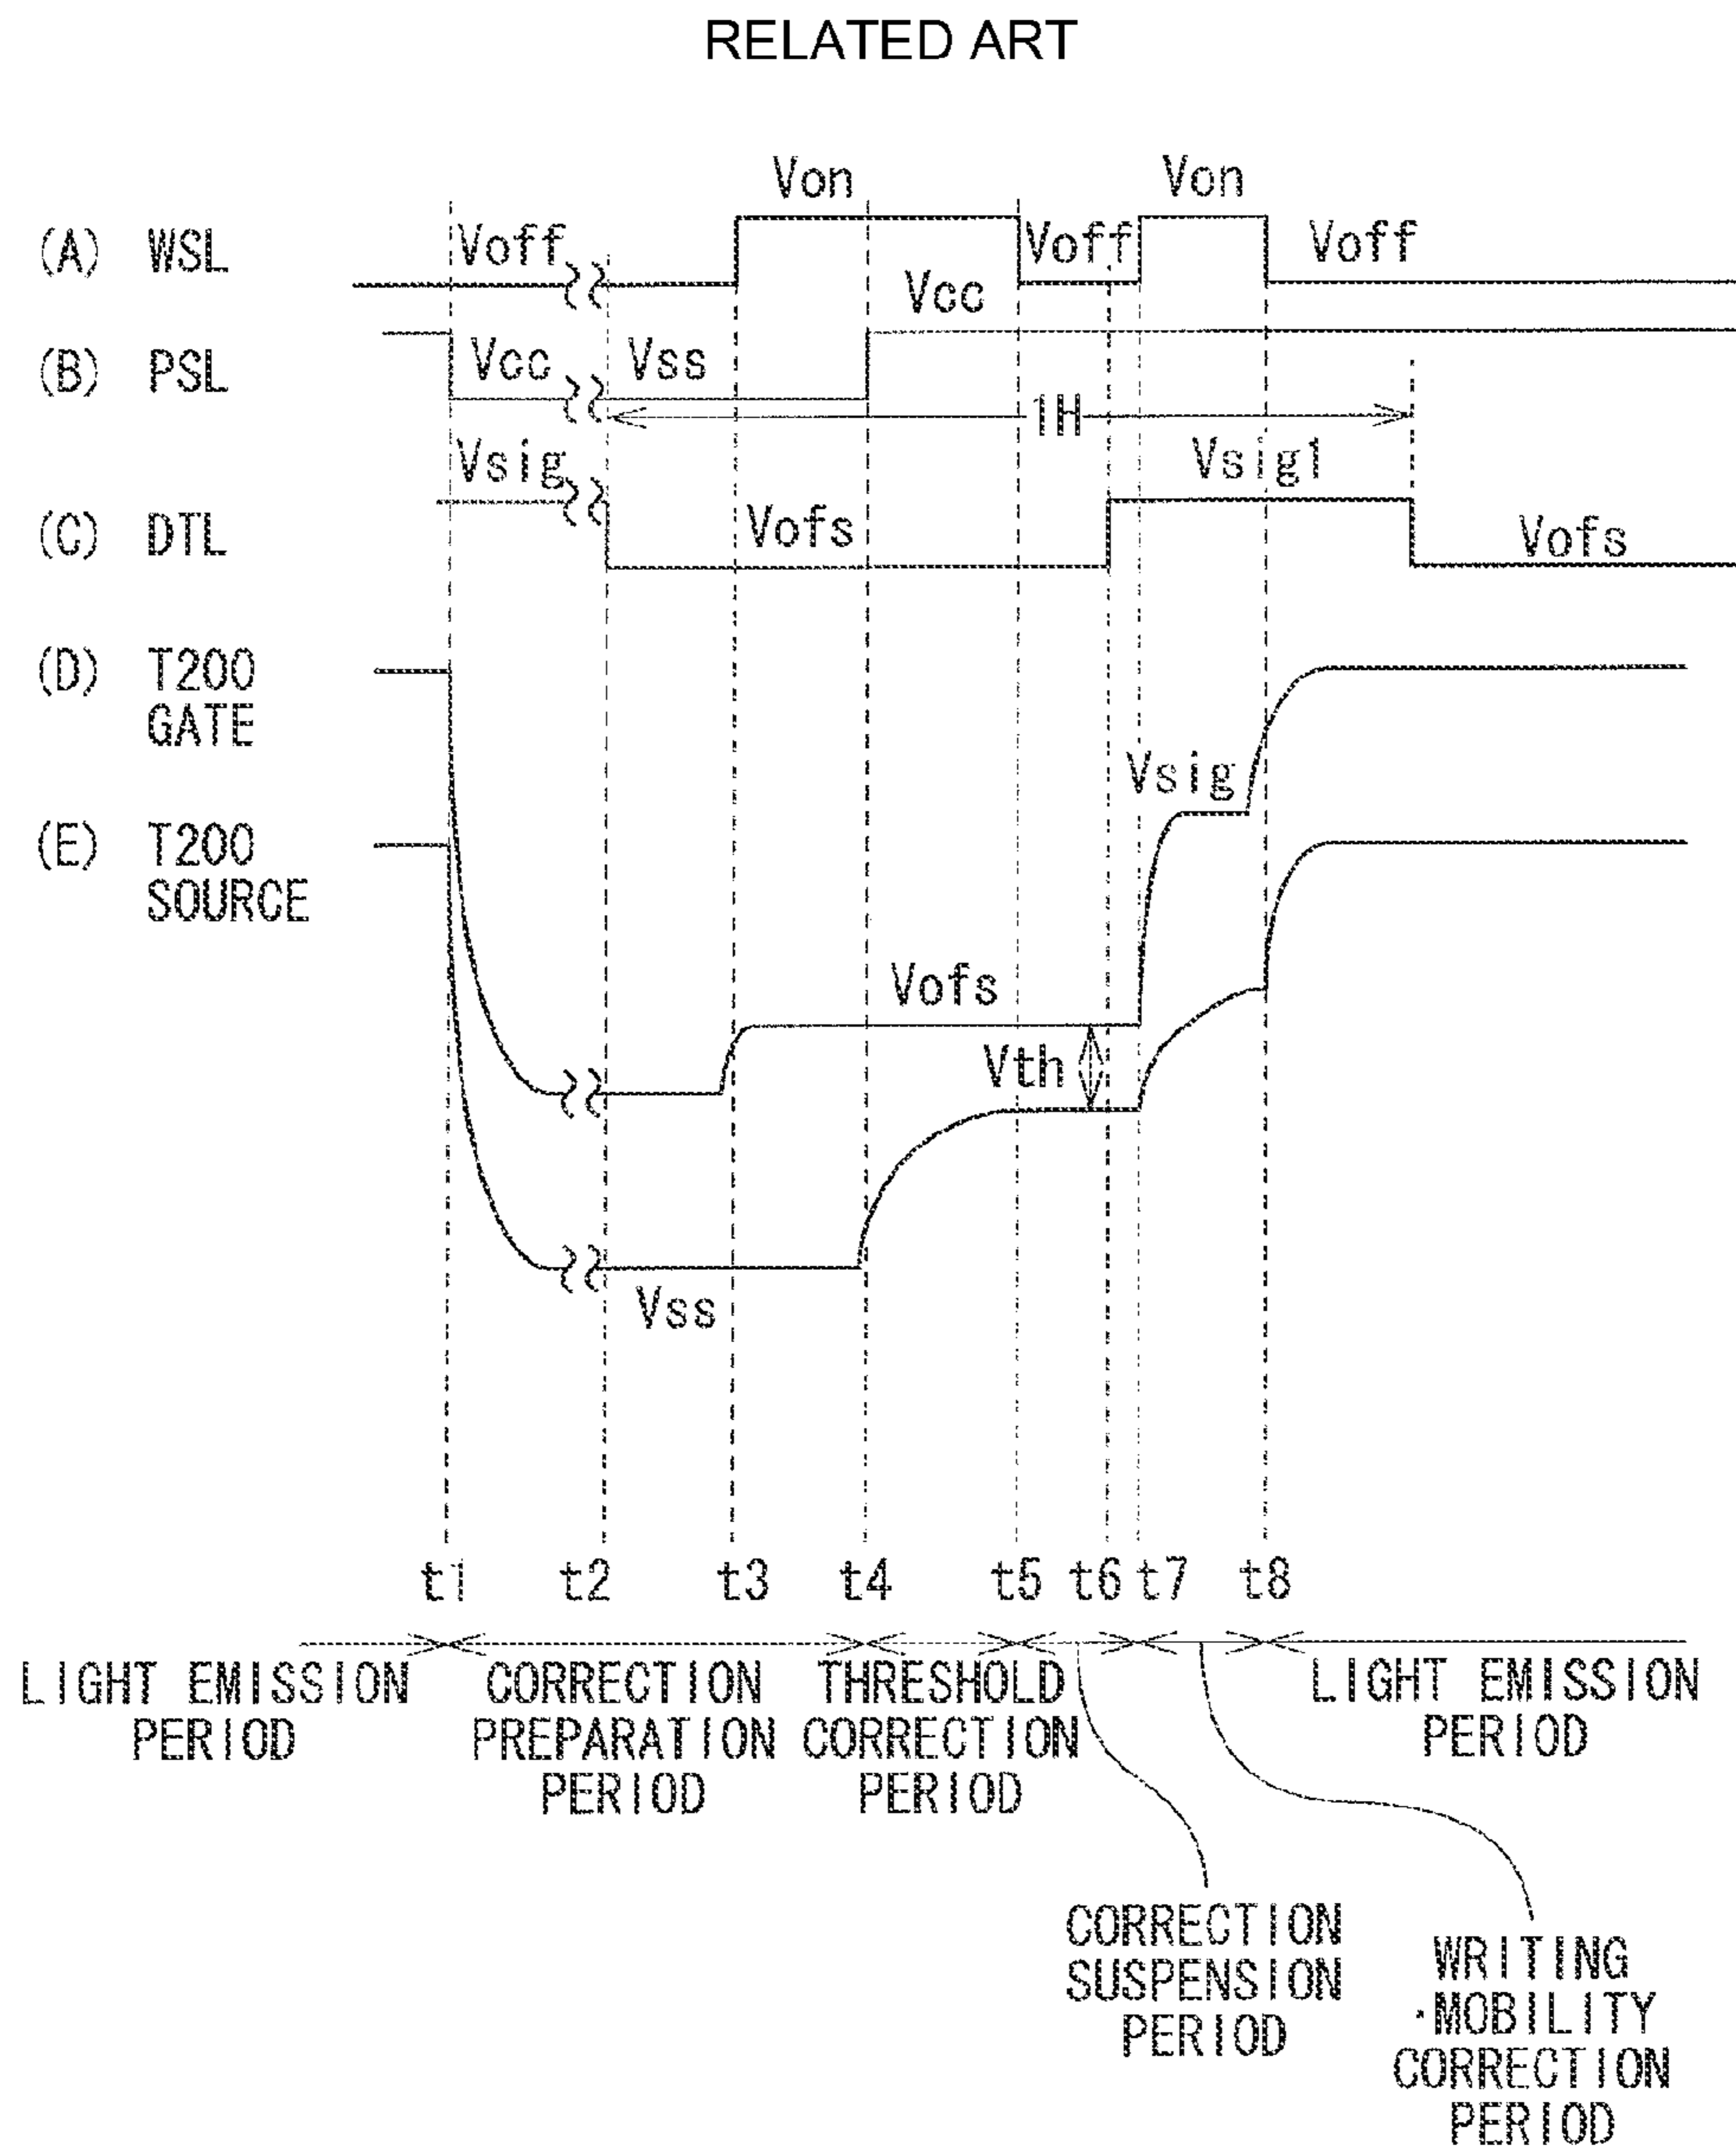 RELATED ART
Von Von
(A) WSL Voff Voff Voff
Vcc
(B) PSL Vcc Vss
1H
Vsig Vsig1
(C) DTL Vofs Vofs
(D) T200
GATE
Vsig
(E) T200
SOURCE
Vofs
Vth
Vss
t1 t2 t3 t4 t5 t6 t7 t8
LIGHT EMISSION
PERIOD
CORRECTION
PREPARATION
PERIOD
THRESHOLD
CORRECTION
PERIOD
LIGHT EMISSION
PERIOD
CORRECTION
SUSPENSION
PERIOD
WRITING
·MOBILITY
CORRECTION
PERIOD